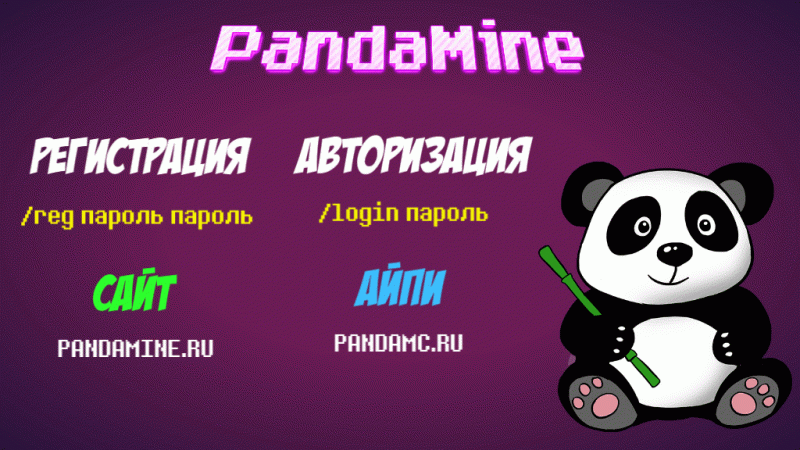 PandaMine
РЕГИСТРАЦИЯ
/reg пароль пароль
АВТОРИЗАЦИЯ
/login пароль
САЙТ
PANDAMINE.RU
АЙПИ
PANDAMC.RU